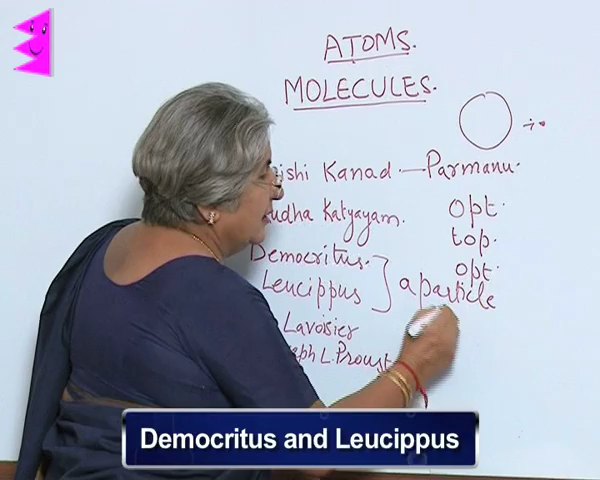 ATOMS.
MOLECULES.
Kanad — Parmanu.
Katyayam.
opt.
top.
opt.
Democritus.
Leucippus } a particle
Lavoisier
L. Proust
Democritus and Leucippus